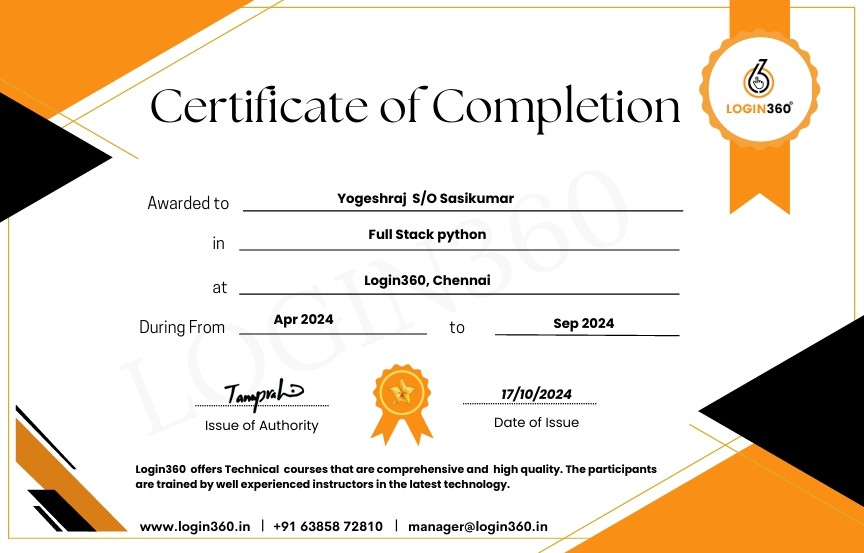 Certificate of Completion
LOGIN360
Awarded to Yogeshraj S/O Sasikumar
in Full Stack python
at Login360, Chennai
During From Apr 2024 to Sep 2024
LOGIN360
17/10/2024
Issue of Authority
Date of Issue
Login360 offers Technical courses that are comprehensive and high quality. The participants
are trained by well experienced instructors in the latest technology.
www.login360.in | +91 63858 72810 | manager@login360.in